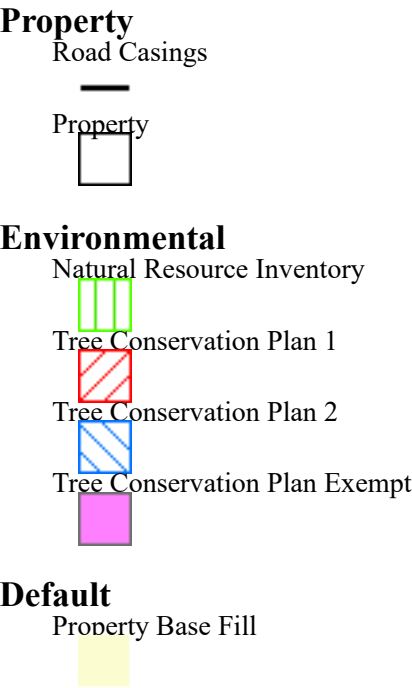 Property
Road Casings
Property
Environmental
Natural Resource Inventory
Tree Conservation Plan 1
Tree Conservation Plan 2
Tree Conservation Plan Exempt
Default
Property Base Fill